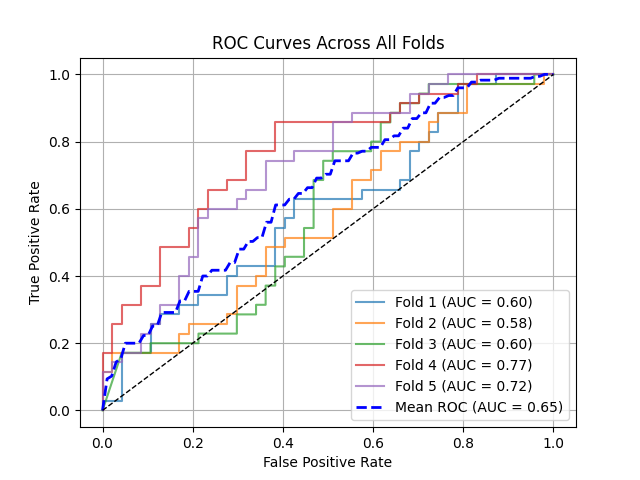 ROC Curves Across All Folds
True Positive Rate
1.0
0.8
0.6
0.4
0.2
0.0
Fold 1 (AUC = 0.60)
Fold 2 (AUC = 0.58)
Fold 3 (AUC = 0.60)
Fold 4 (AUC = 0.77)
Fold 5 (AUC = 0.72)
Mean ROC (AUC = 0.65)
0.0 0.2 0.4 0.6 0.8 1.0
False Positive Rate